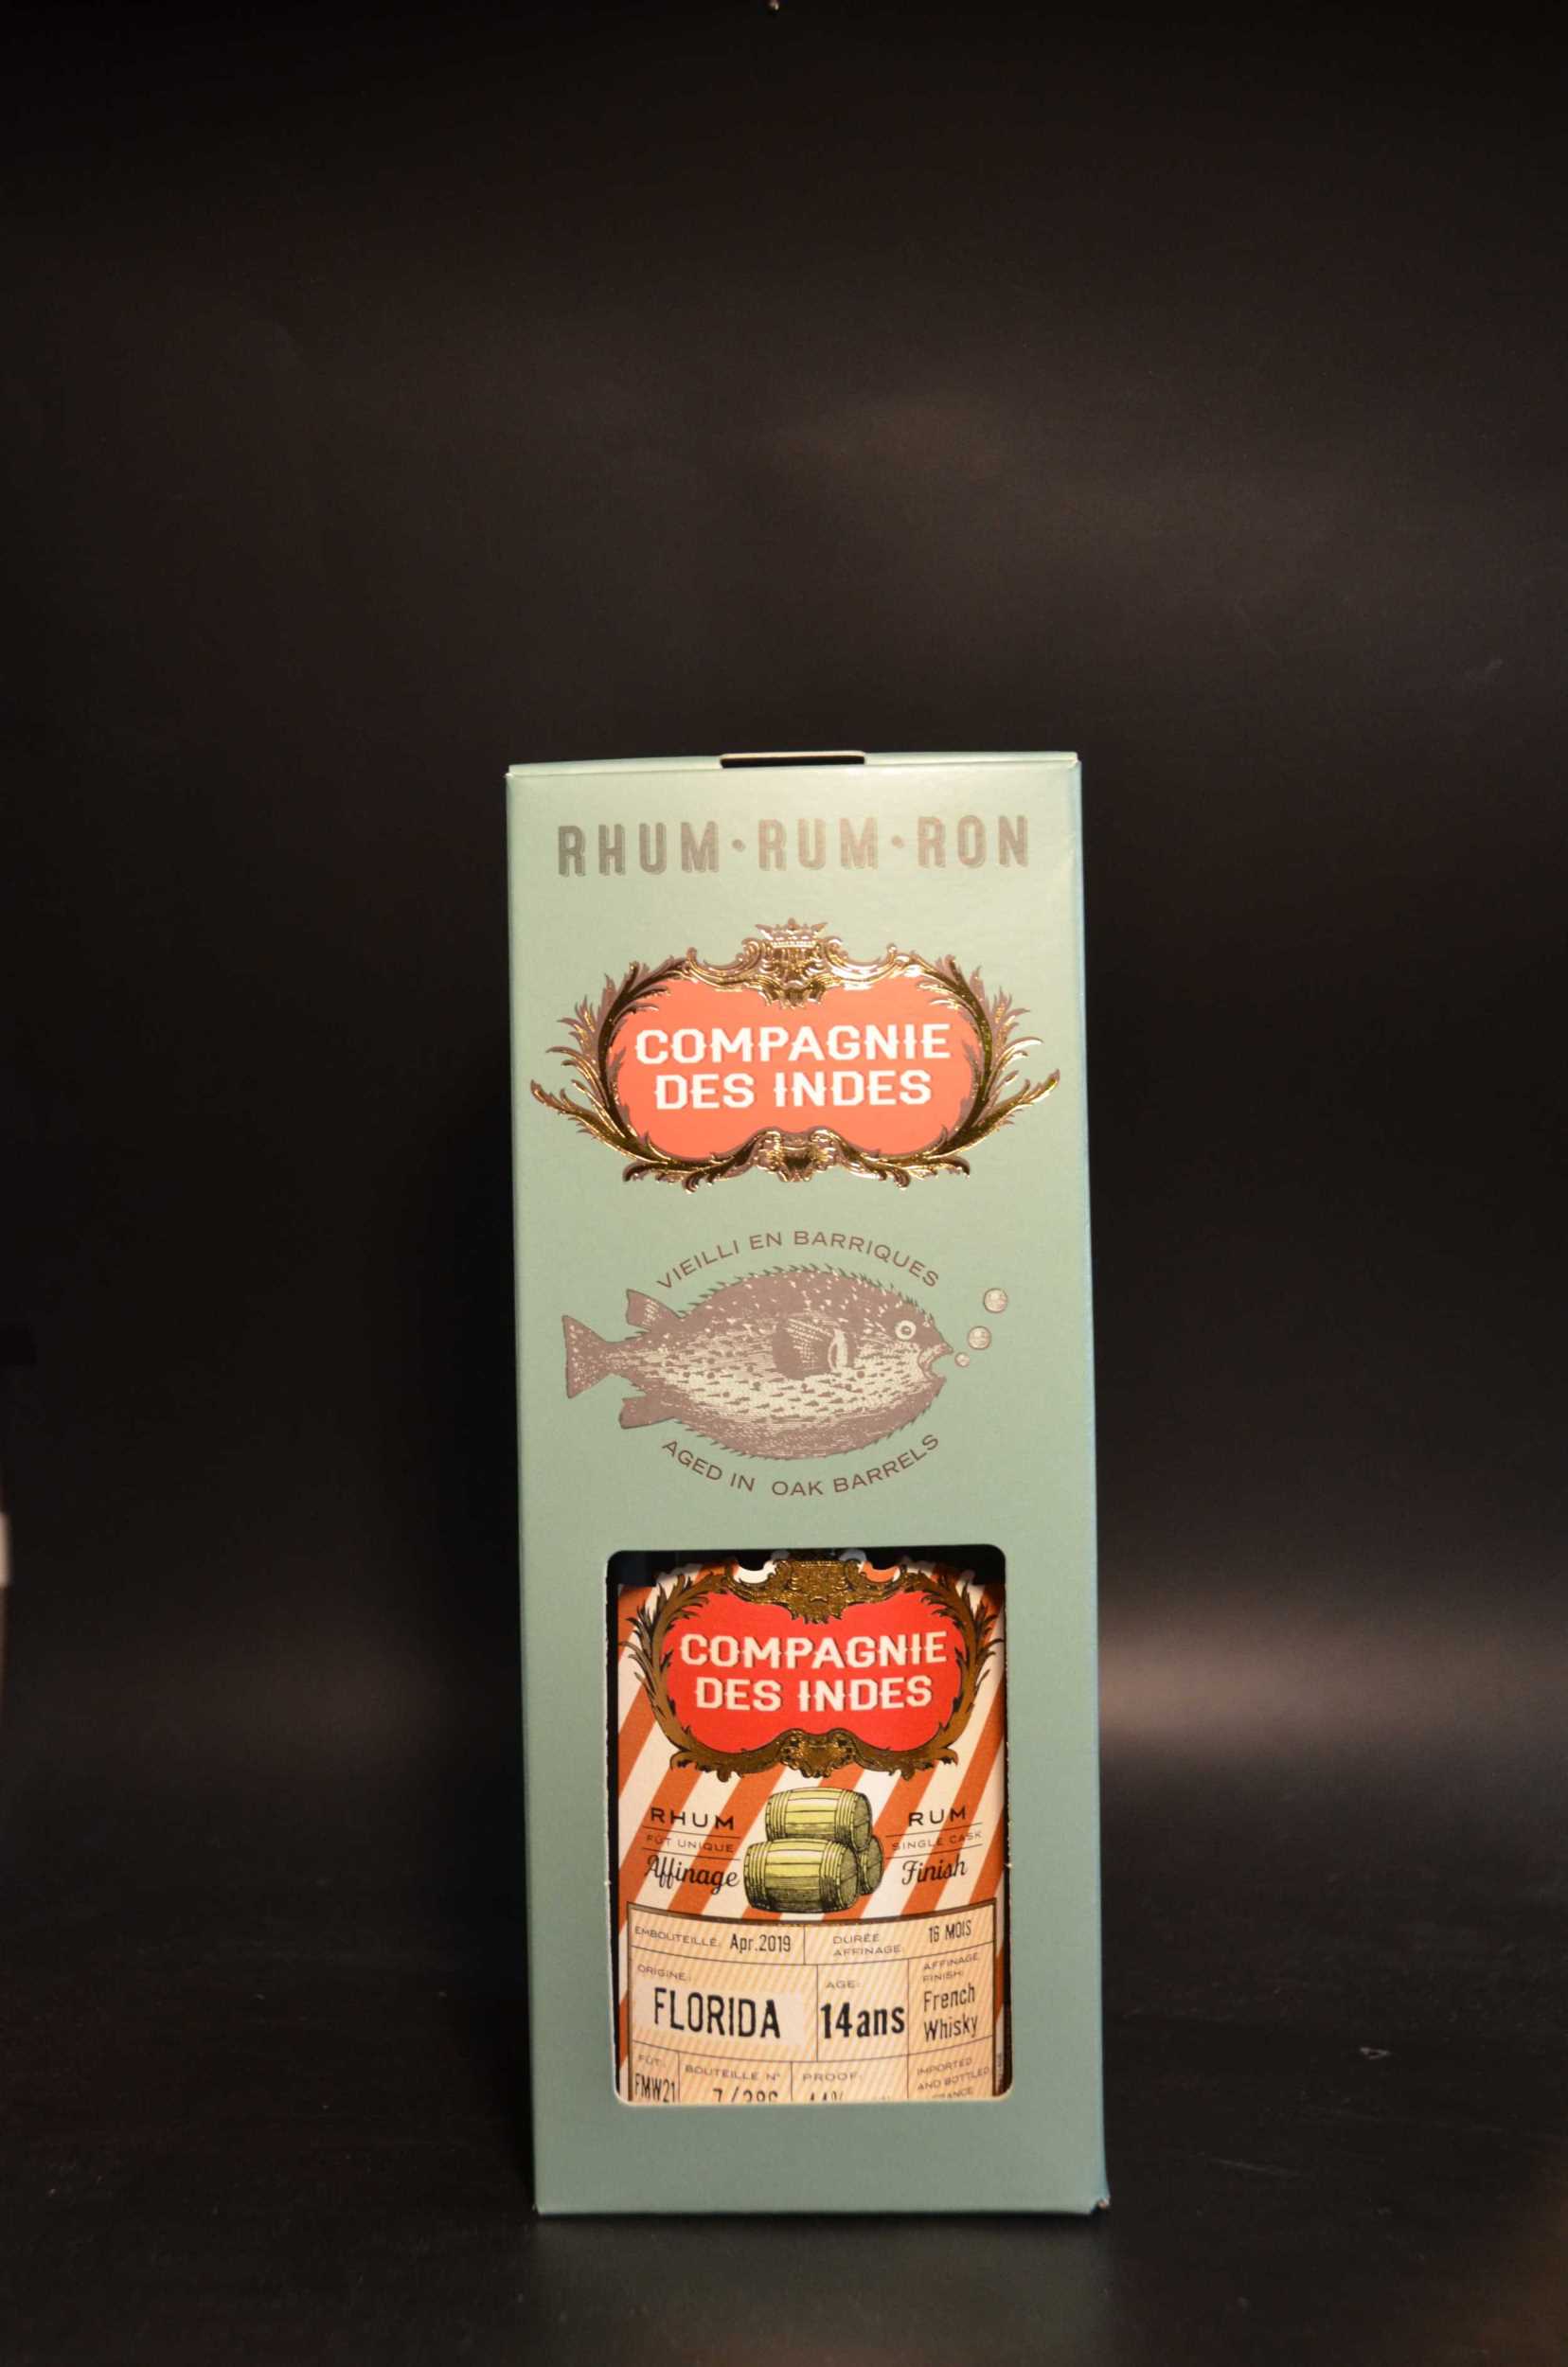 RHUM • RUM • RON
COMPAGNIE
DES INDES
VIEILLI EN BARRIQUES
AGED IN OAK BARRELS
COMPAGNIE
DES INDES
RHUM
FÛT UNIQUE
Affinage
RUM
SINGLE CASK
Finish
EMBOUTEILLÉ: Apr.2019
DURÉE
AFFINAGE:
16 MOIS
ORIGINE:
FLORIDA
AGE:
14ans
AFFINAGE
FINISH:
French
Whisky
FÛT:
FMW21
BOUTEILLE N°
PROOF:
IMPORTED
AND BOTTLED